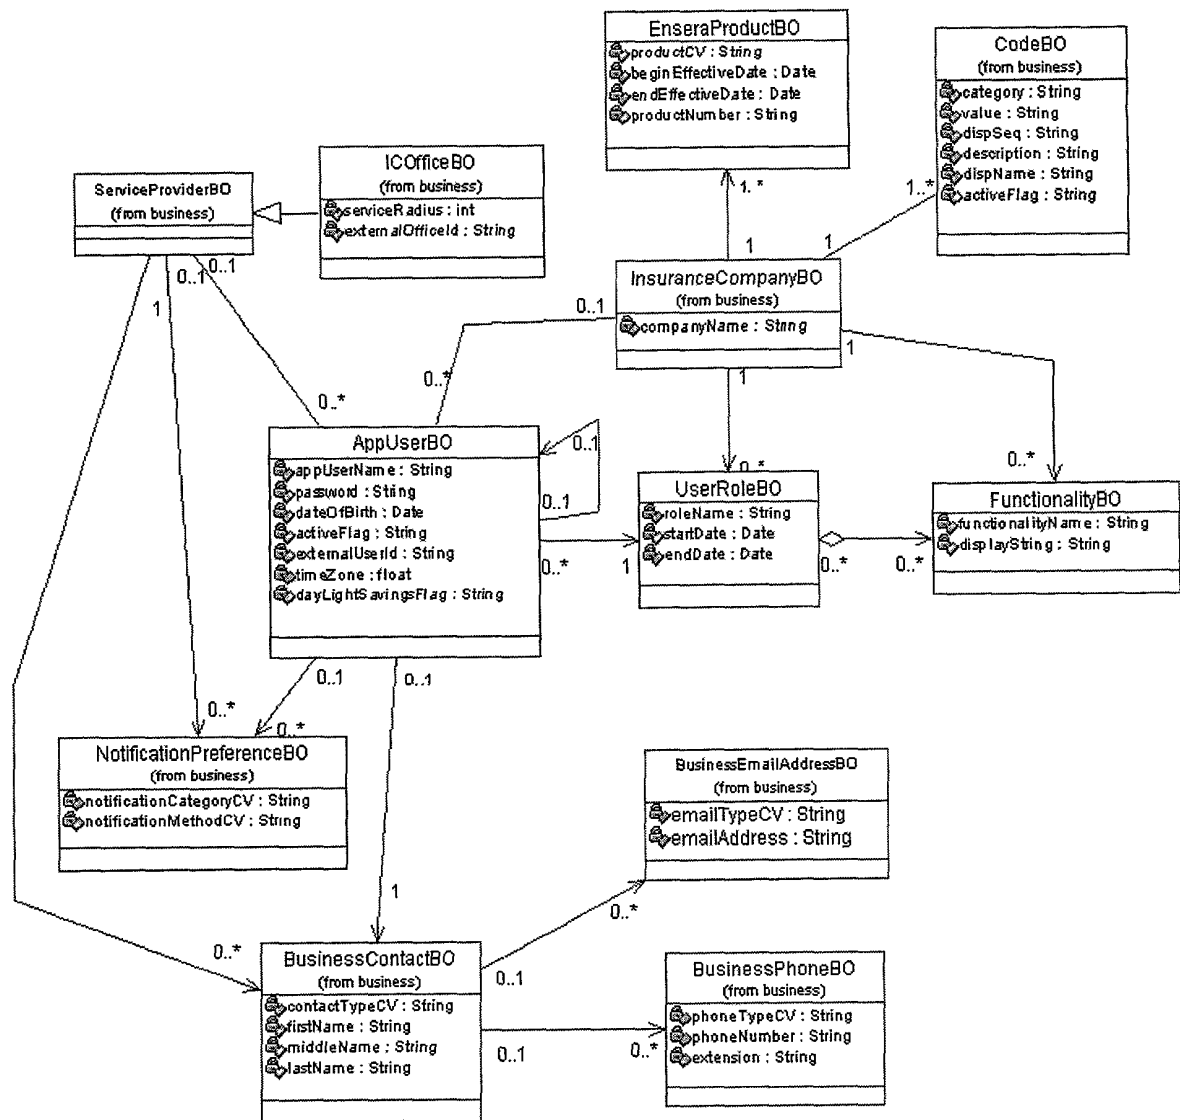 EnseraProductBO
productCV : String
beginEffectiveDate : Date
endEffectiveDate : Date
productNumber : String
CodeBO
(from business)
category : String
value : String
dispSeq : String
description : String
dispName : String
activeFlag : String
ICOfficeBO
(from business)
serviceRadius : int
externalOfficeId : String
ServiceProviderBO
(from business)
1..*
1..*
1
1
0..1
0..1
1
InsuranceCompanyBO
(from business)
companyName : String
0..1
0..*
0..*
1
1
AppUserBO
appUserName : String
password : String
dateOfBirth : Date
activeFlag : String
externalUserId : String
timeZone : float
dayLightSavingsFlag : String
0..1
0..1
0..*
1
0..*
UserRoleBO
roleName : String
startDate : Date
endDate : Date
0..*
0..*
0..*
FunctionalityBO
functionalityName : String
displayString : String
0..1
0..1
0..*
0..*
NotificationPreferenceBO
(from business)
notificationCategoryCV : String
notificationMethodCV : String
BusinessEmailAddressBO
(from business)
emailTypeCV : String
emailAddress : String
1
0..*
0..*
0..1
BusinessContactBO
(from business)
contactTypeCV : String
firstName : String
middleName : String
lastName : String
0..1
0..*
BusinessPhoneBO
(from business)
phoneTypeCV : String
phoneNumber : String
extension : String